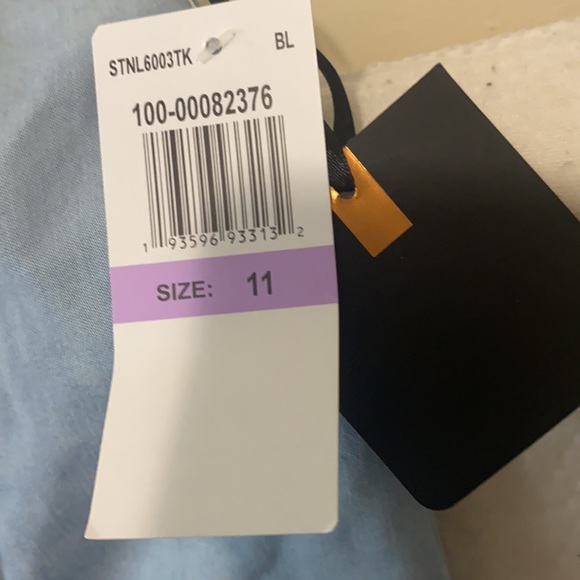 STNL6003TK BL
100-00082376
1 93596 93313 2
SIZE: 11